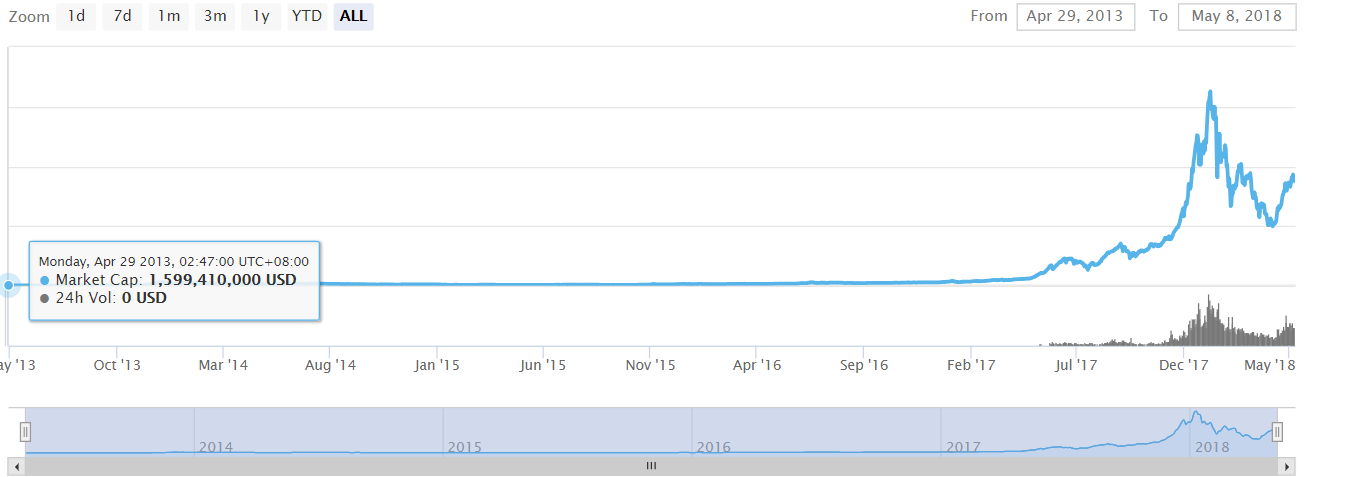 Zoom 1d 7d 1m 3m 1y YTD ALL From Apr 29, 2013 To May 8, 2018
Monday, Apr 29 2013, 02:47:00 UTC+08:00
Market Cap: 1,599,410,000 USD
24h Vol: 0 USD
ay '13 Oct '13 Mar '14 Aug '14 Jan '15 Jun '15 Nov '15 Apr '16 Sep '16 Feb '17 Jul '17 Dec '17 May '18
2014 2015 2016 2017 2018